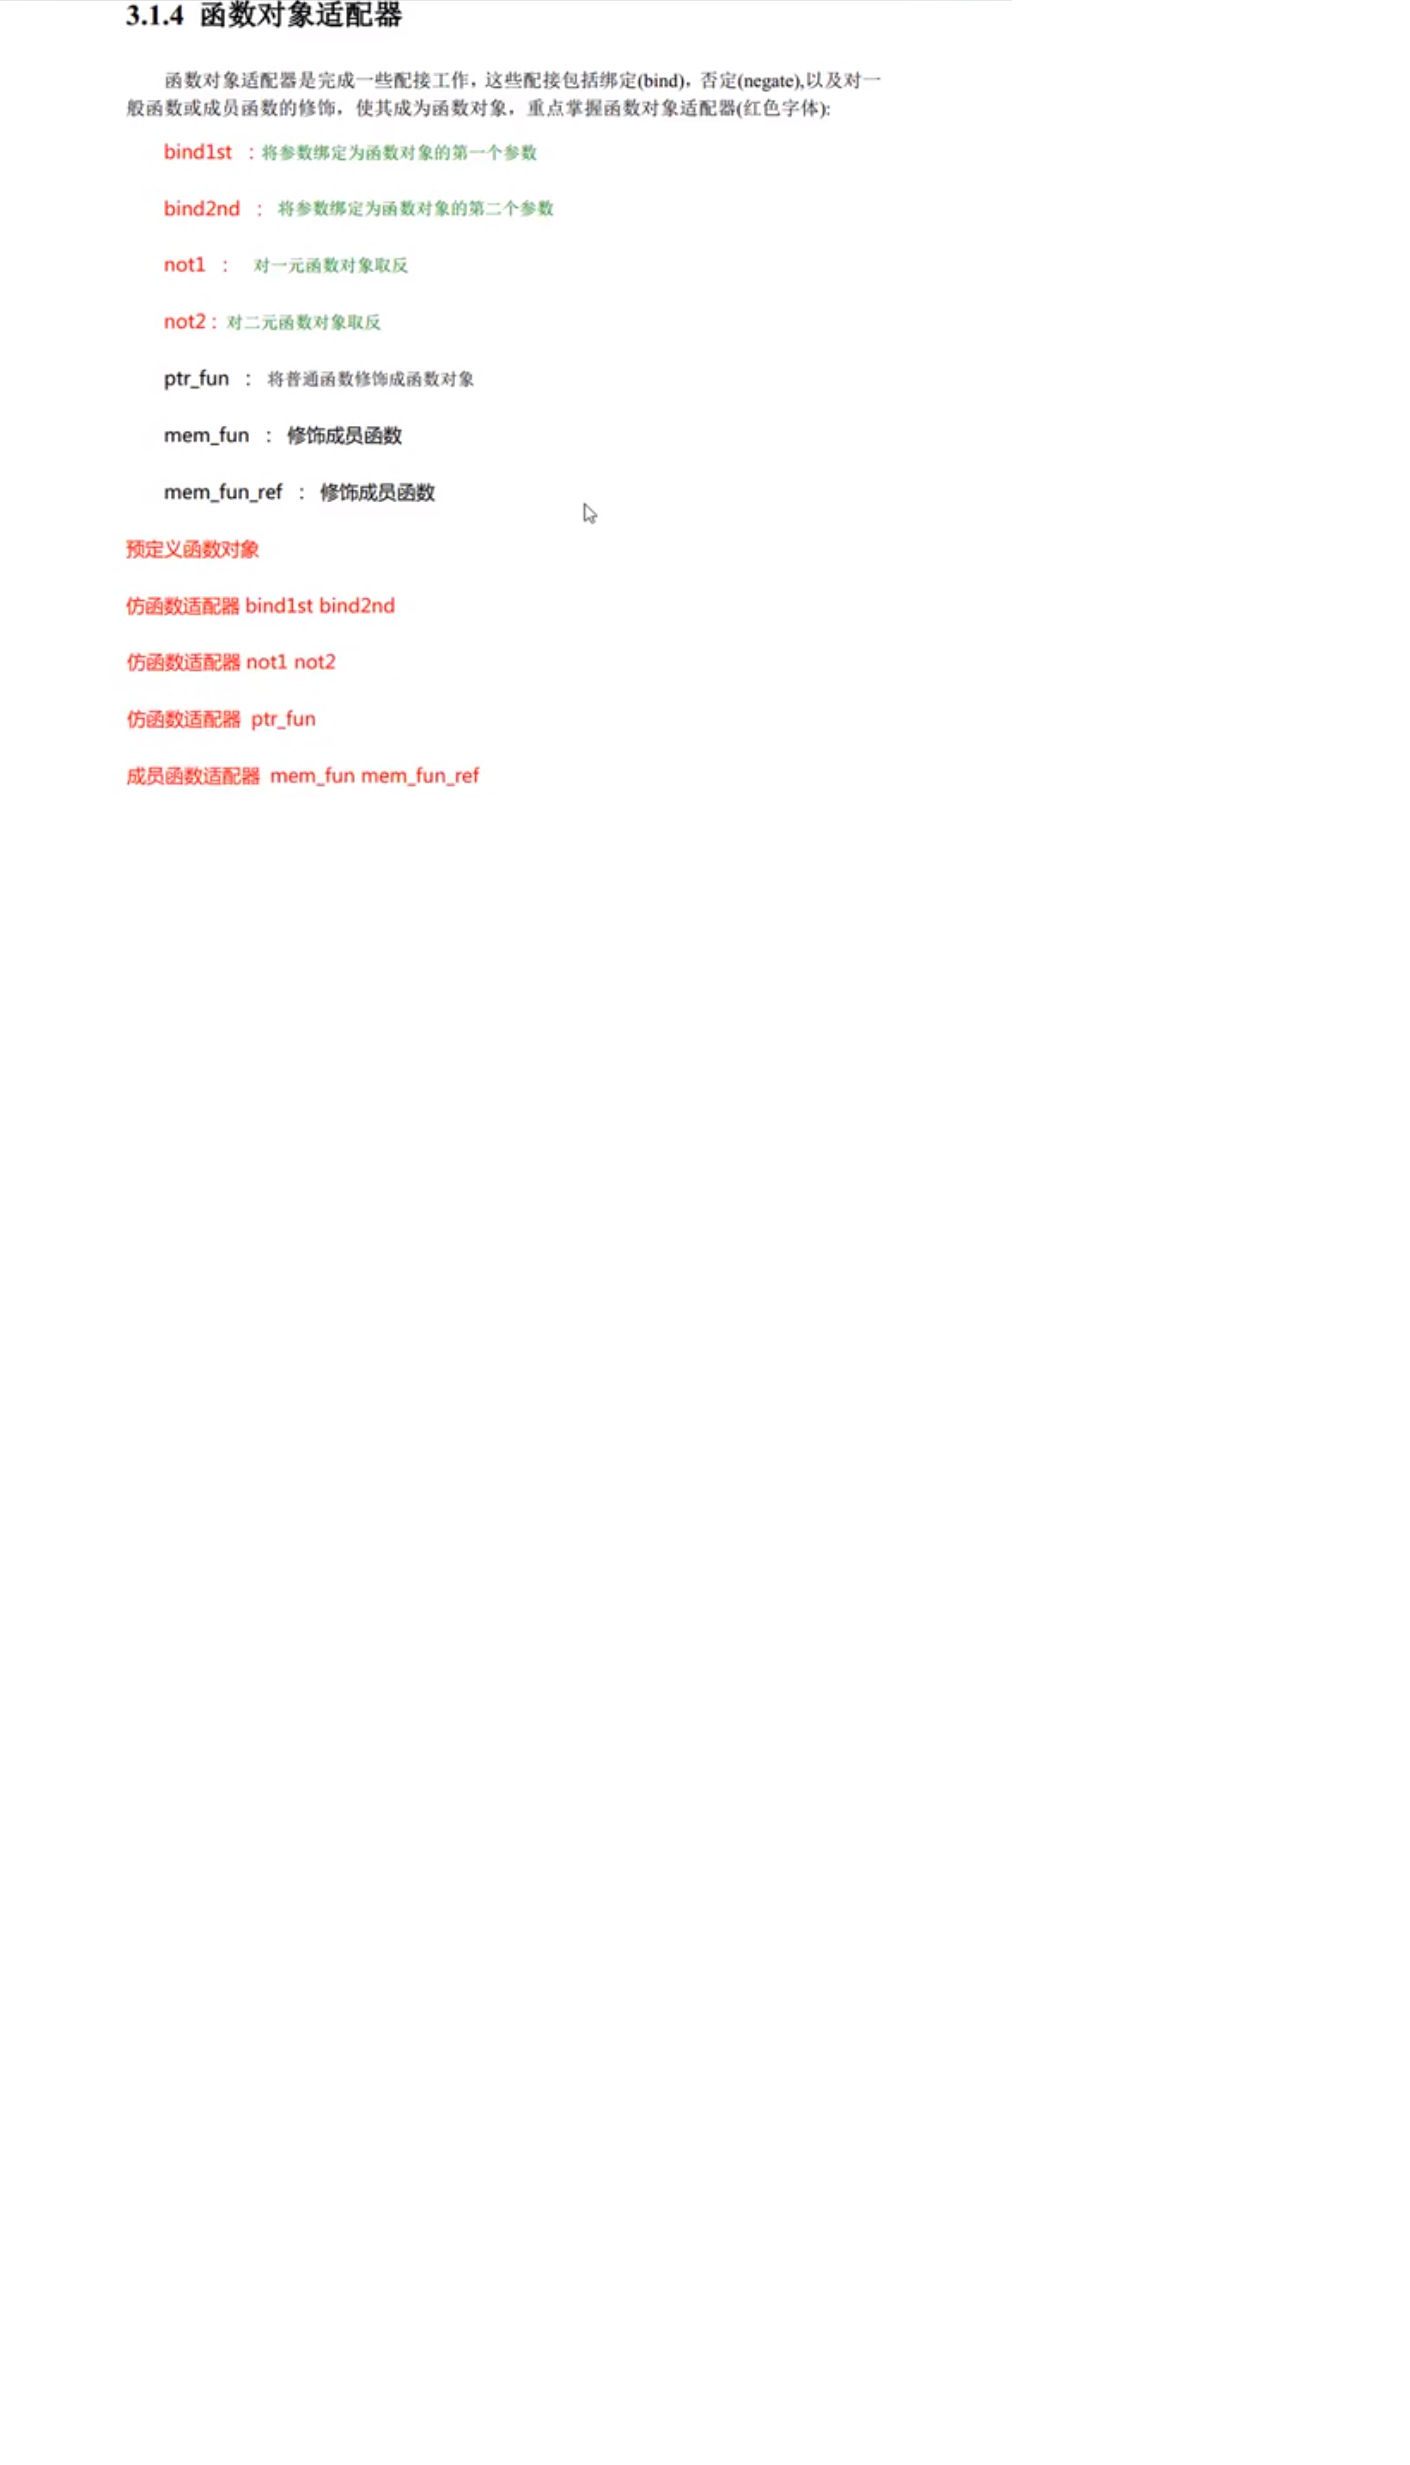 3.1.4 函数对象适配器
函数对象适配器是完成一些配接工作，这些配接包括绑定(bind)，否定(negate),以及对一
般函数或成员函数的修饰，使其成为函数对象，重点掌握函数对象适配器(红色字体):
bind1st ：将参数绑定为函数对象的第一个参数
bind2nd ： 将参数绑定为函数对象的第二个参数
not1 ： 对一元函数对象取反
not2：对二元函数对象取反
ptr_fun ： 将普通函数修饰成函数对象
mem_fun ： 修饰成员函数
mem_fun_ref ： 修饰成员函数
预定义函数对象
仿函数适配器 bind1st bind2nd
仿函数适配器 not1 not2
仿函数适配器 ptr_fun
成员函数适配器 mem_fun mem_fun_ref